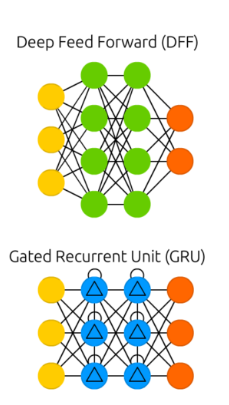 Deep Feed Forward (DFF)
Gated Recurrent Unit (GRU)